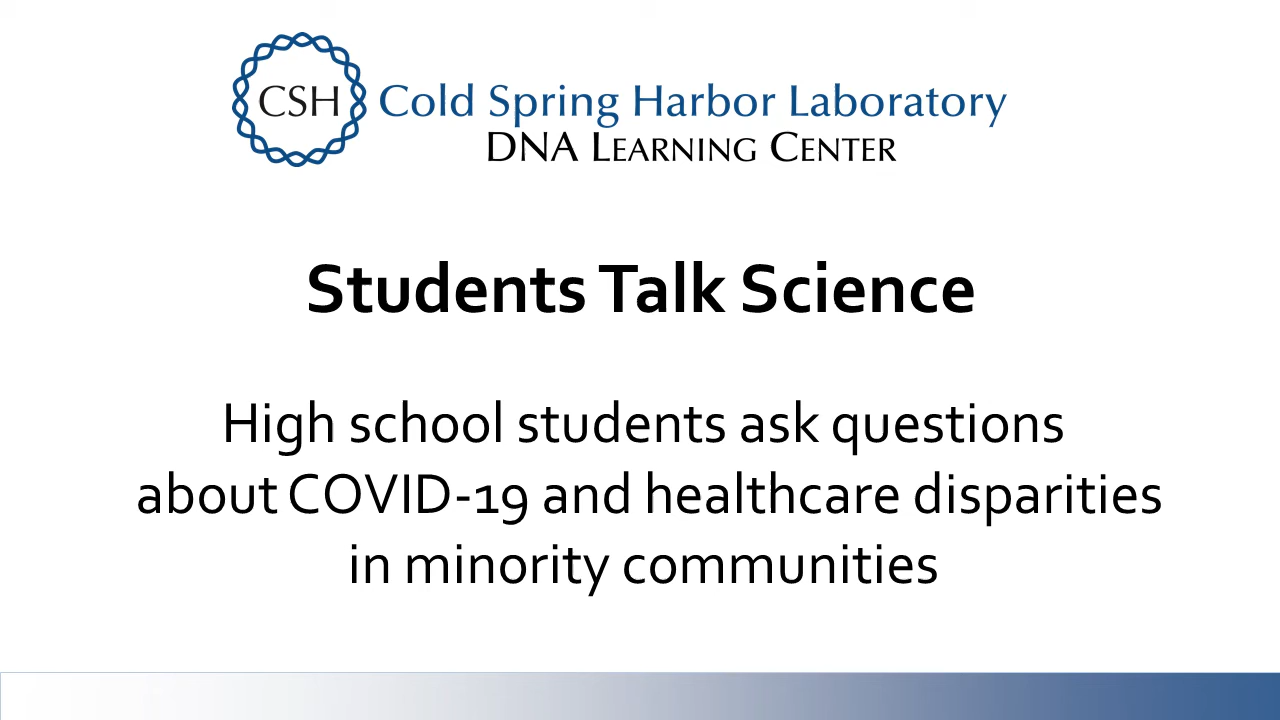 CSH Cold Spring Harbor Laboratory
DNA LEARNING CENTER
Students Talk Science
High school students ask questions
about COVID-19 and healthcare disparities
in minority communities